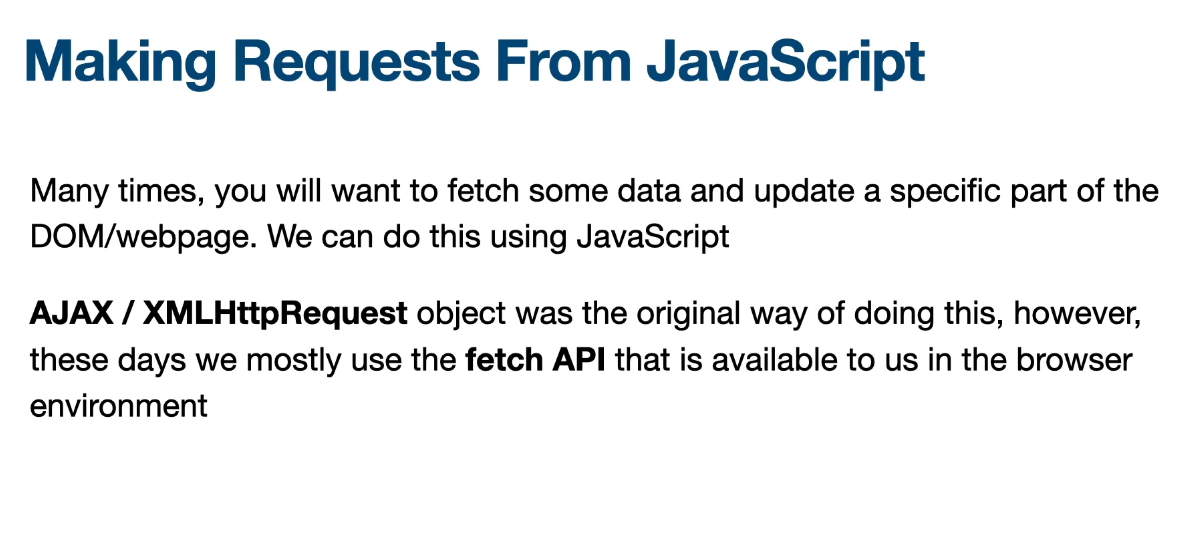 Making Requests From JavaScript
Many times, you will want to fetch some data and update a specific part of the
DOM/webpage. We can do this using JavaScript
AJAX / XMLHttpRequest object was the original way of doing this, however,
these days we mostly use the fetch API that is available to us in the browser
environment